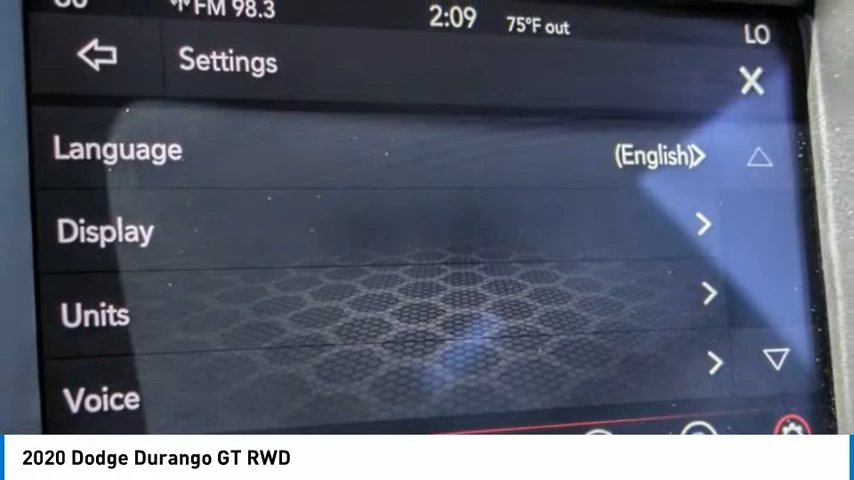 FM 98.3
2:09
75°F out
LO
Settings
X
Language
(English)
Display
Units
Voice
2020 Dodge Durango GT RWD